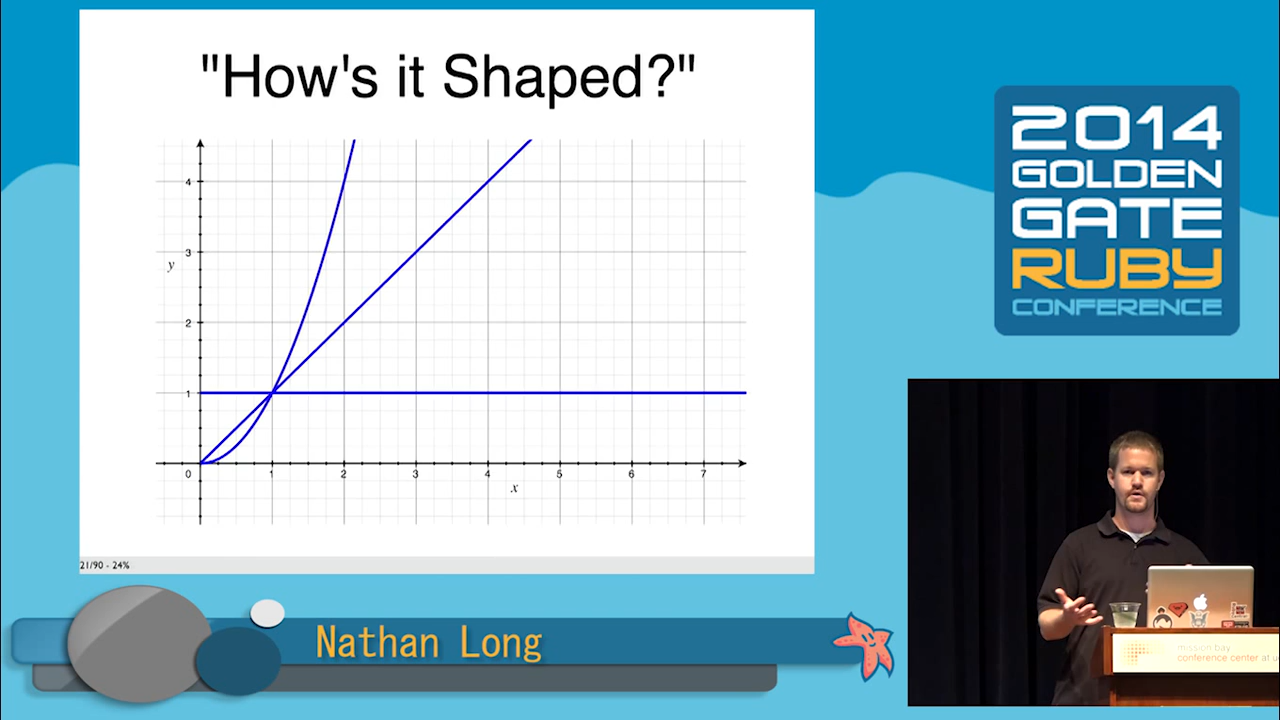 "How's it Shaped?"
4
3
y
2
1
0 1 2 3 4 5 6 7
x
21/90 - 24%
2014
GOLDEN
GATE
RUBY
CONFERENCE
Nathan Long
mission bay
conference center at u